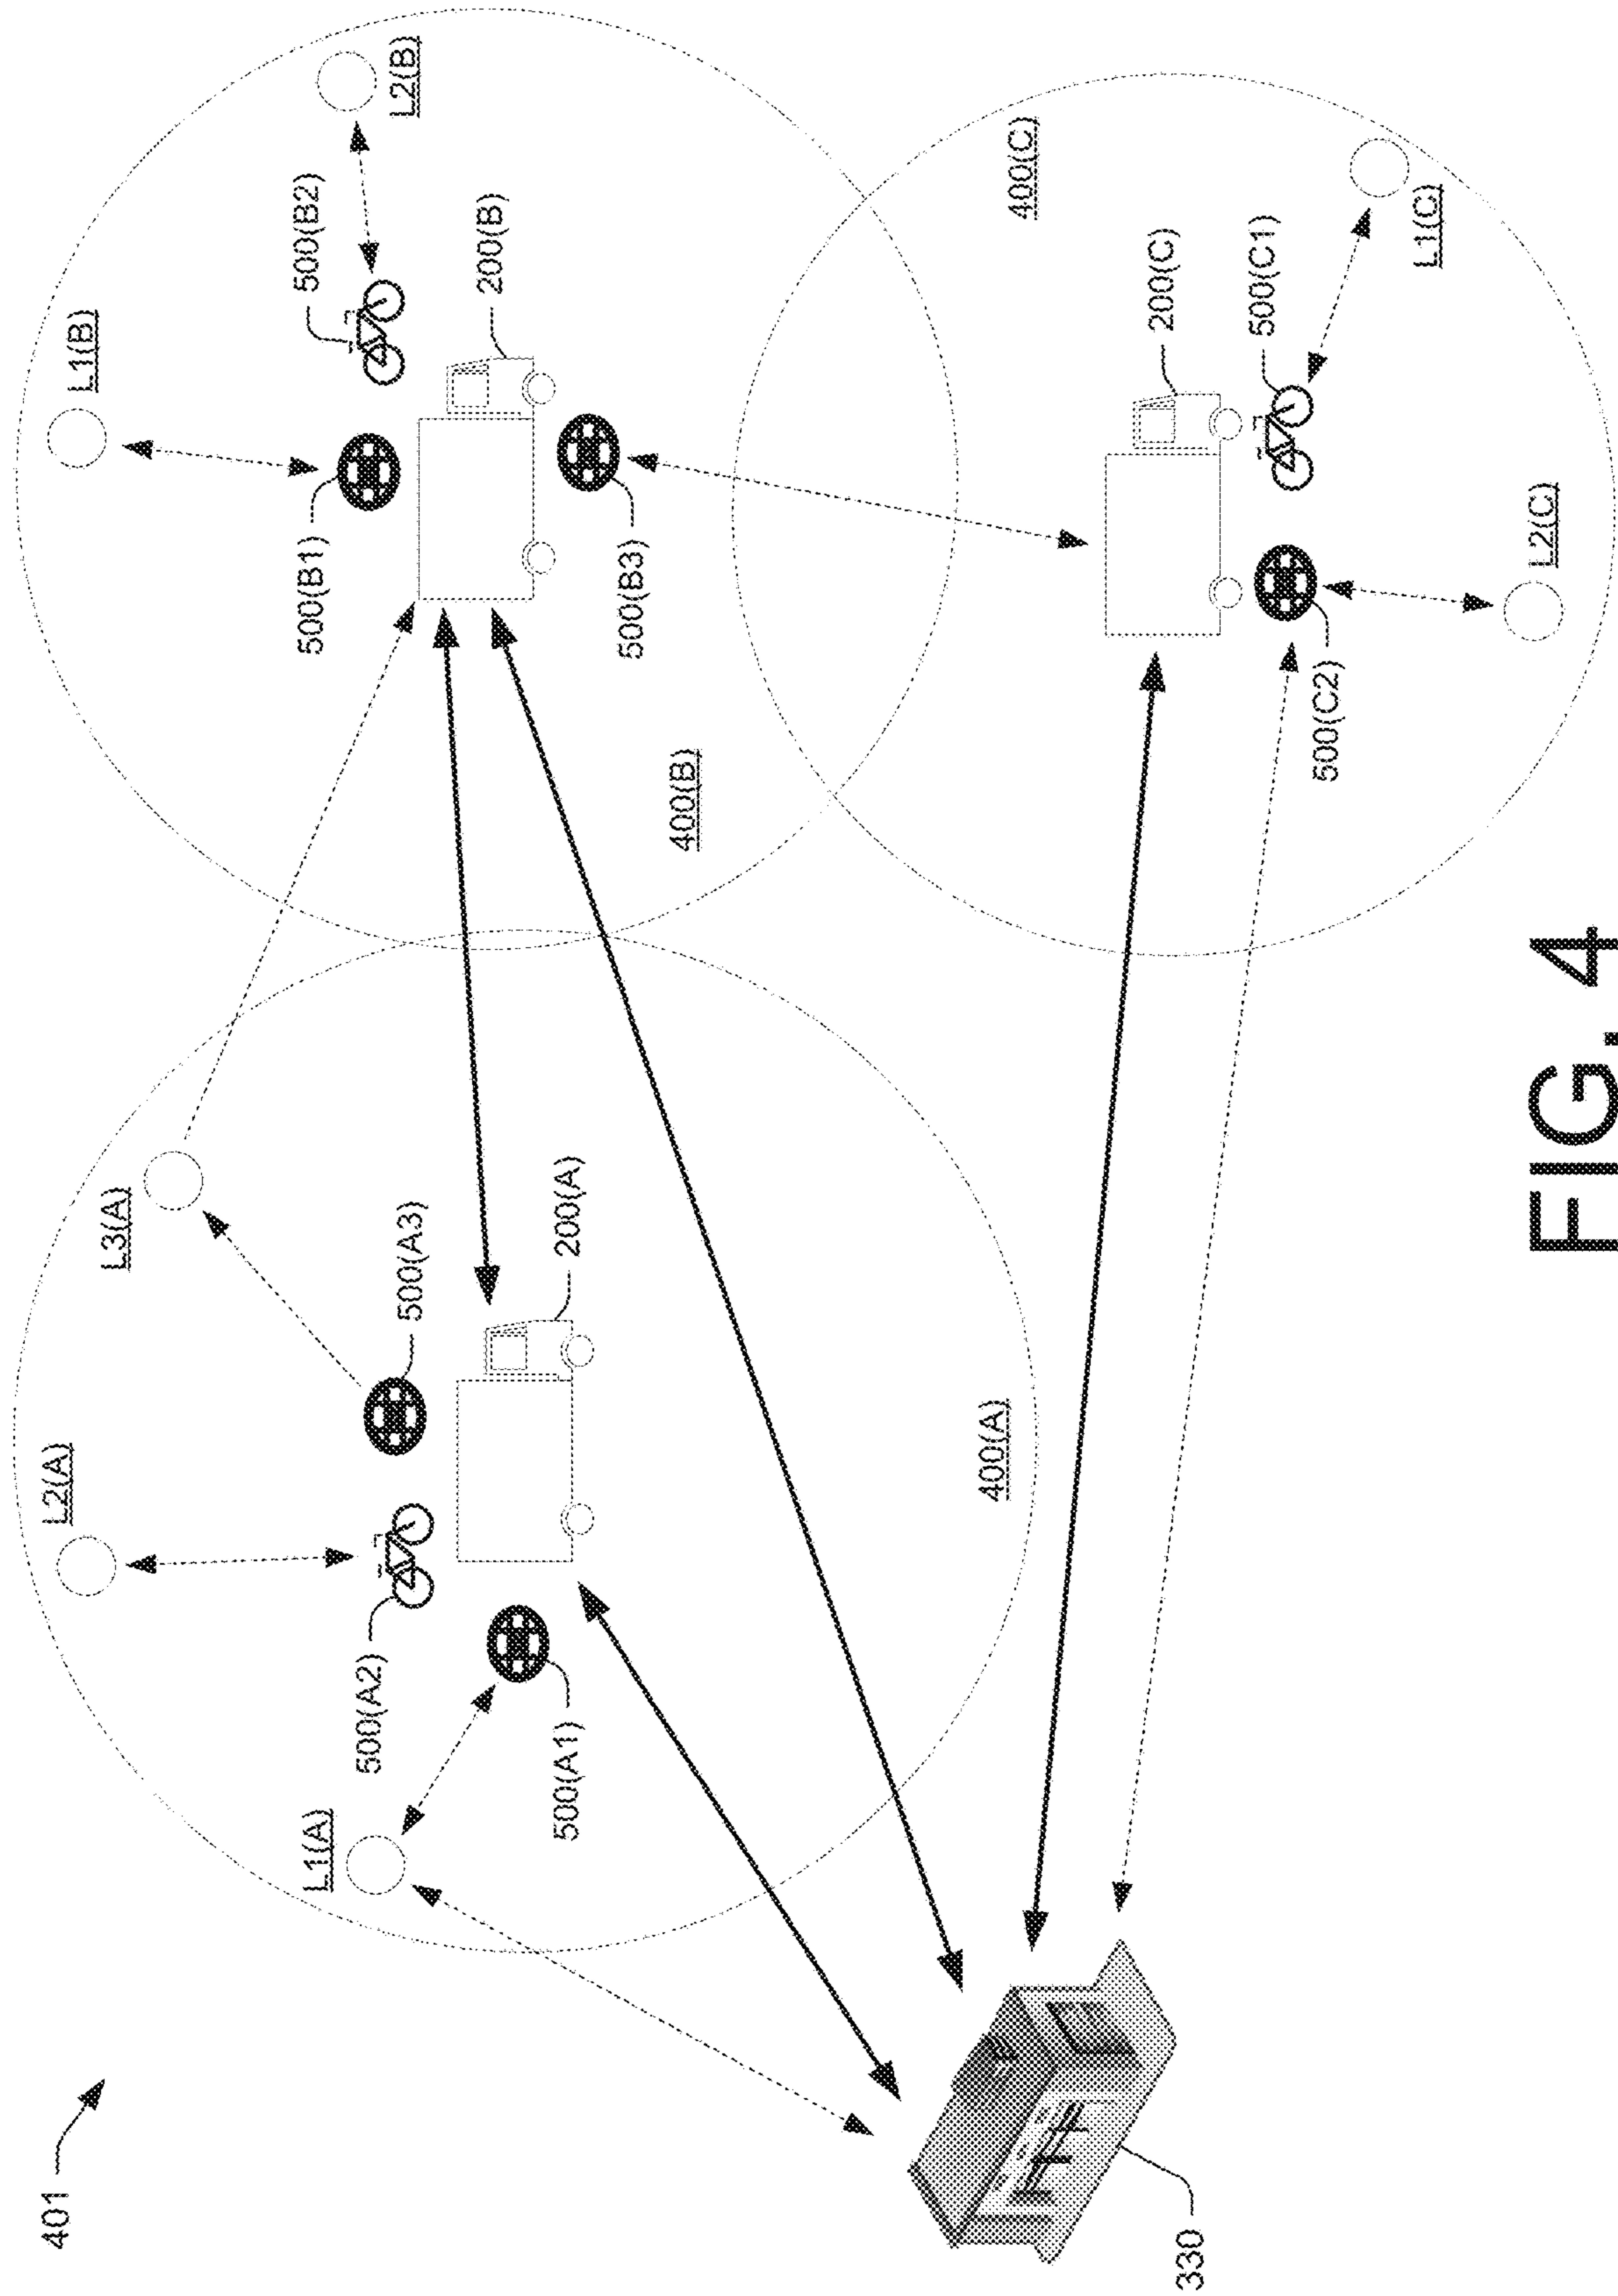 401
L1(A)
L2(A)
L3(A)
L1(B)
L2(B)
500(A2)
500(A3)
500(B1)
500(B2)
500(A1)
200(A)
200(B)
500(B3)
400(A)
400(B)
400(C)
200(C)
500(C1)
500(C2)
330
L2(C)
L1(C)
FIG. 4